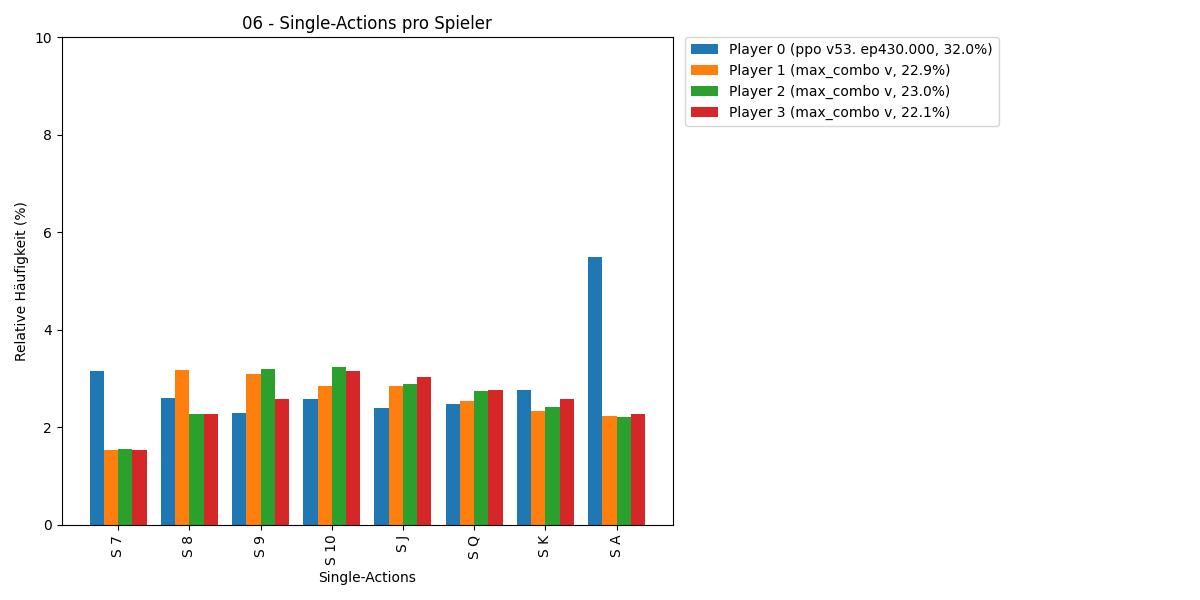 06 - Single-Actions pro Spieler
Player 0 (ppo v53. ep430.000, 32.0%)
Player 1 (max_combo v, 22.9%)
Player 2 (max_combo v, 23.0%)
Player 3 (max_combo v, 22.1%)
Relative Häufigkeit (%)
10
8
6
4
2
0
S 7
S 8
S 9
S 10
S J
S Q
S K
S A
Single-Actions